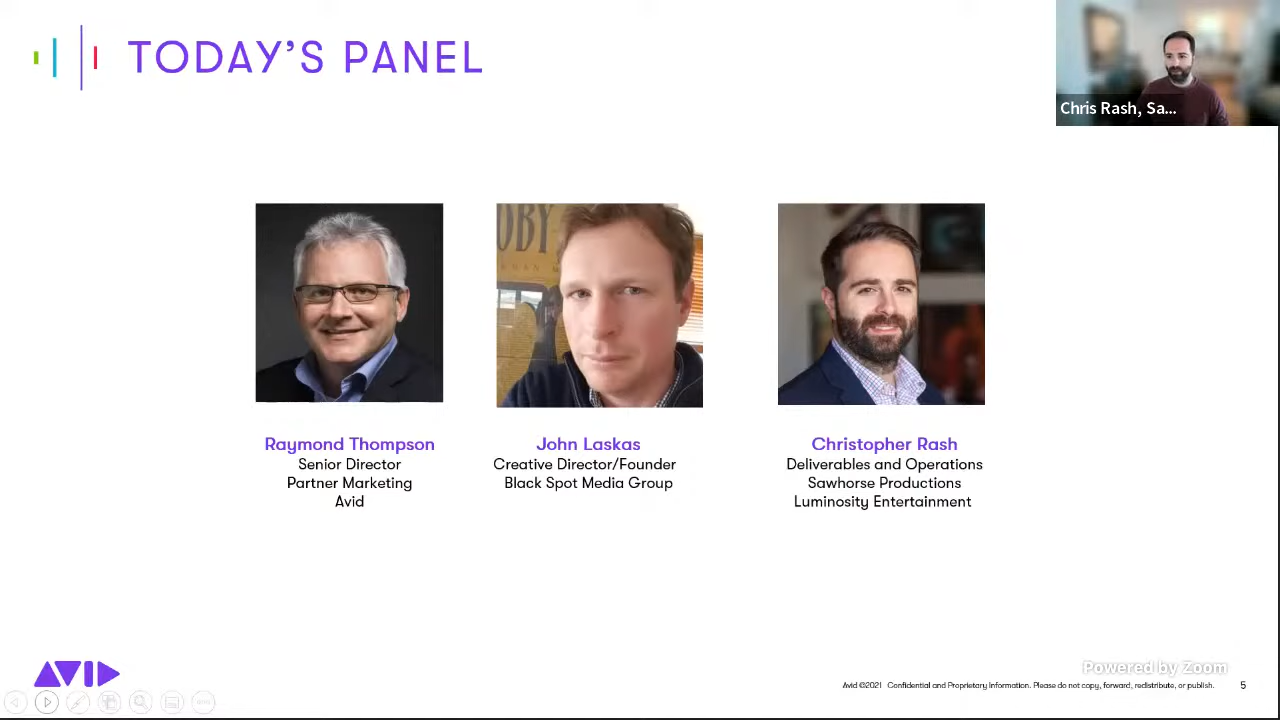 TODAY'S PANEL
Chris Rash, Sa...
OBY
Raymond Thompson
Senior Director
Partner Marketing
Avid
John Laskas
Creative Director/Founder
Black Spot Media Group
Christopher Rash
Deliverables and Operations
Sawhorse Productions
Luminosity Entertainment
AVID
Powered by Zoom
Avid ©2021 Confidential and Proprietary Information. Please do not copy, forward, redistribute, or publish.
5